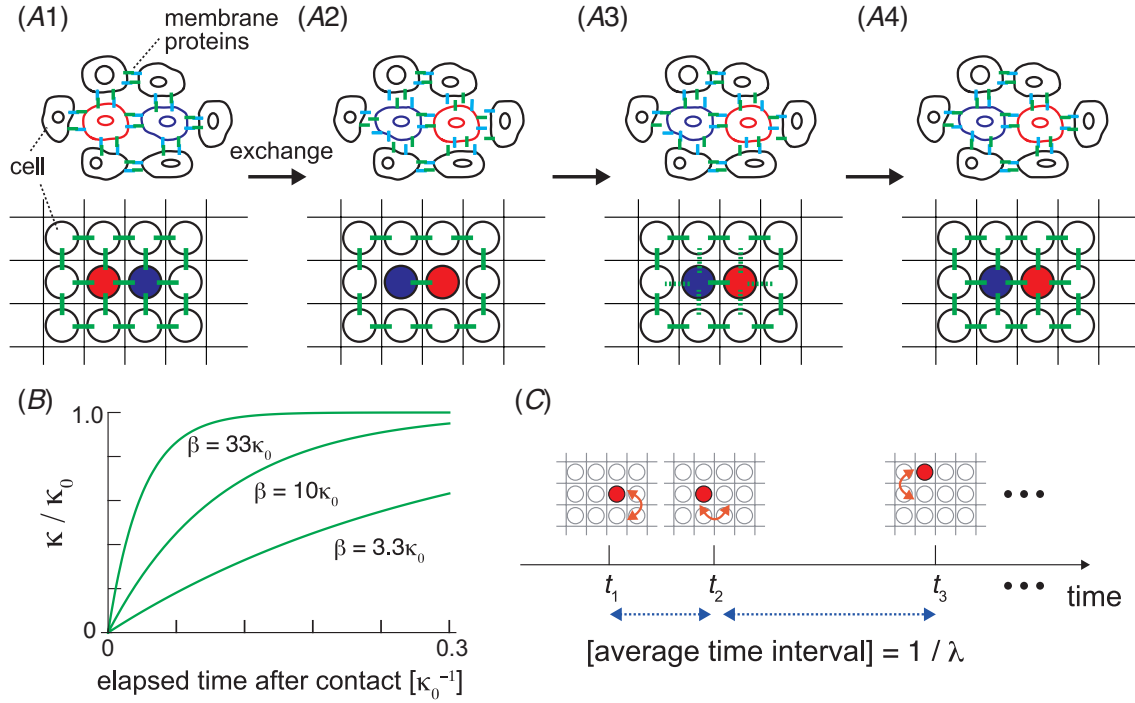 (A1)
(A2)
(A3)
(A4)
membrane
proteins
cell
exchange
(B)
κ / κ₀
1.0
0
β = 33κ₀
β = 10κ₀
β = 3.3κ₀
0
0.3
elapsed time after contact [κ₀⁻¹]
(C)
t₁
t₂
t₃
time
[average time interval] = 1 / λ